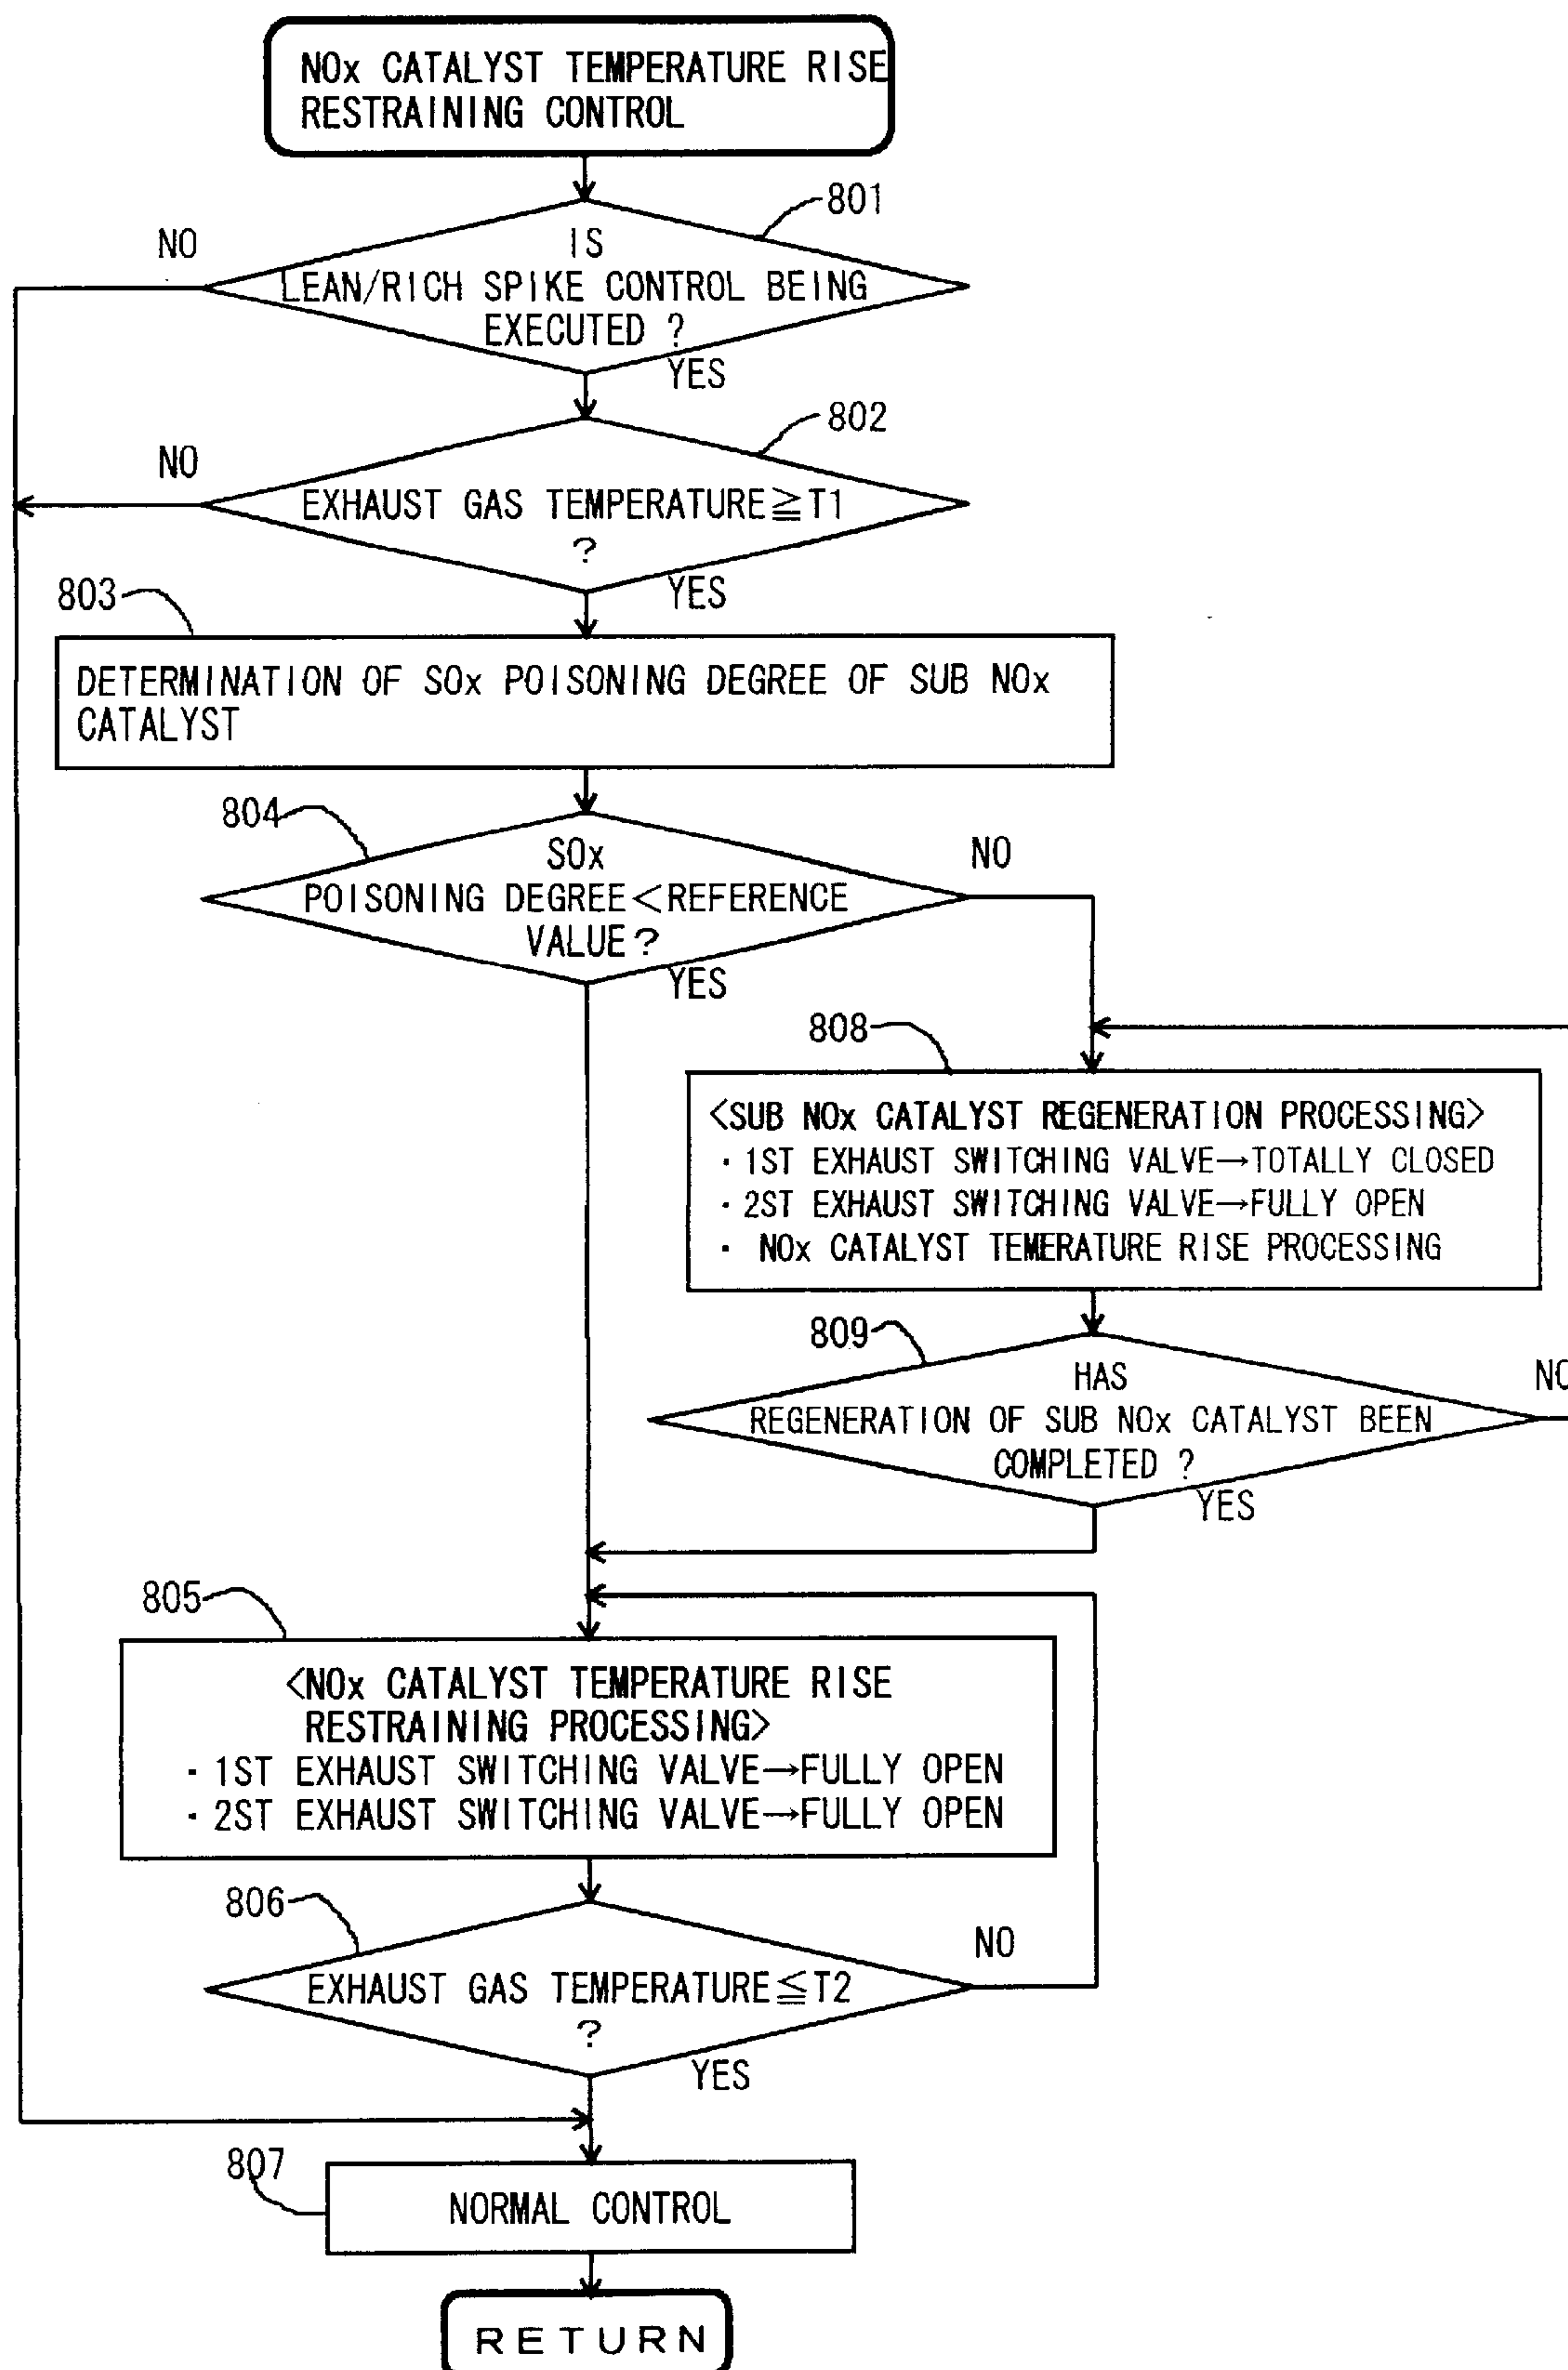 NOx CATALYST TEMPERATURE RISE
RESTRAINING CONTROL
801
NO
IS
LEAN/RICH SPIKE CONTROL BEING
EXECUTED ?
YES
802
NO
EXHAUST GAS TEMPERATURE≧T1
?
YES
803
DETERMINATION OF SOx POISONING DEGREE OF SUB NOx
CATALYST
804
SOx
POISONING DEGREE<REFERENCE
VALUE?
NO
YES
808
<SUB NOx CATALYST REGENERATION PROCESSING>
· 1ST EXHAUST SWITCHING VALVE→TOTALLY CLOSED
· 2ST EXHAUST SWITCHING VALVE→FULLY OPEN
· NOx CATALYST TEMERATURE RISE PROCESSING
809
HAS
REGENERATION OF SUB NOx CATALYST BEEN
COMPLETED ?
NO
YES
805
<NOx CATALYST TEMPERATURE RISE
RESTRAINING PROCESSING>
· 1ST EXHAUST SWITCHING VALVE→FULLY OPEN
· 2ST EXHAUST SWITCHING VALVE→FULLY OPEN
806
EXHAUST GAS TEMPERATURE≦T2
?
NO
YES
807
NORMAL CONTROL
RETURN